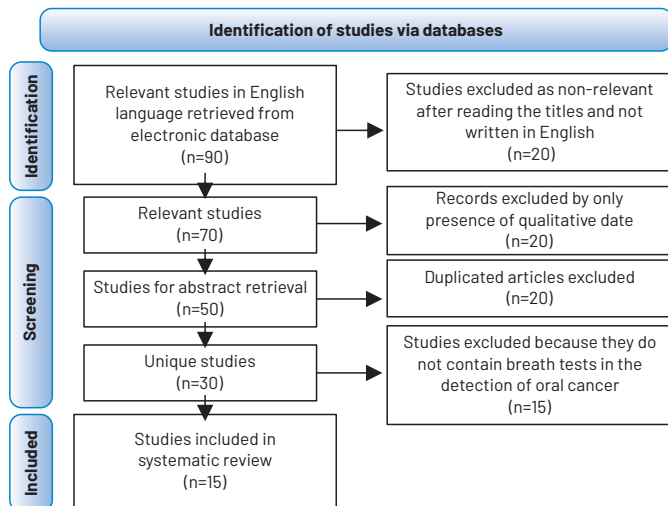 Identification of studies via databases
Identification
Relevant studies in English
language retrieved from
electronic database
(n=90)
Studies excluded as non-relevant
after reading the titles and not
written in English
(n=20)
Screening
Relevant studies
(n=70)
Records excluded by only
presence of qualitative date
(n=20)
Studies for abstract retrieval
(n=50)
Duplicated articles excluded
(n=20)
Unique studies
(n=30)
Studies excluded because they do
not contain breath tests in the
detection of oral cancer
(n=15)
Included
Studies included in
systematic review
(n=15)